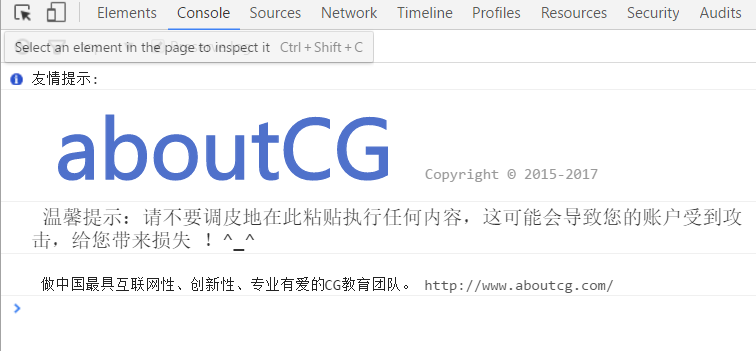 Elements Console Sources Network Timeline Profiles Resources Security Audits
Select an element in the page to inspect it Ctrl+Shift+C
友情提示:
aboutCG Copyright © 2015-2017
温馨提示: 请不要调皮地在此粘贴执行任何内容, 这可能会导致您的账户受到攻
击, 给您带来损失 ！^_^
做中国最具互联网性、创新性、专业有爱的CG教育团队。 http://www.aboutcg.com/